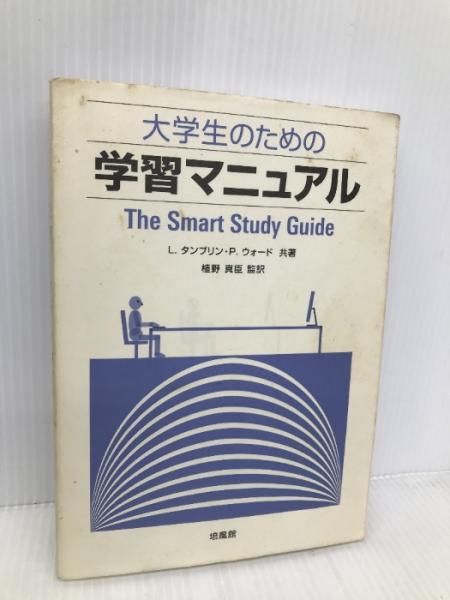 大学生のための
学習マニュアル
The Smart Study Guide
L. タンブリン・P. ウォード 共著
植野 真臣 監訳
培風館